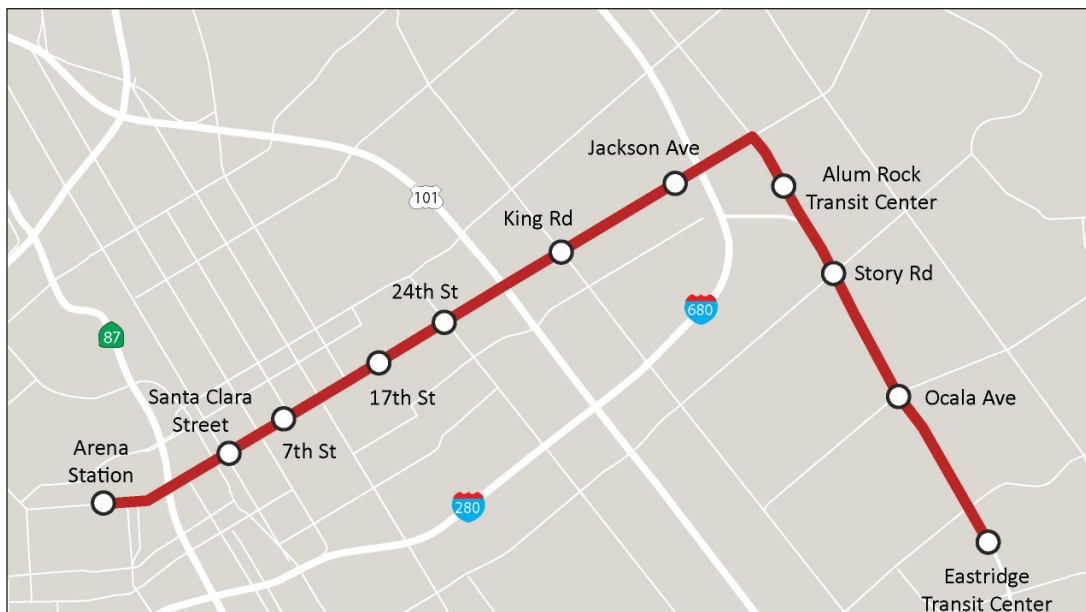 Jackson Ave
Alum Rock
Transit Center
101
King Rd
Story Rd
24th St
680
87
Santa Clara
Street
17th St
Ocala Ave
7th St
Arena
Station
280
Eastridge
Transit Center